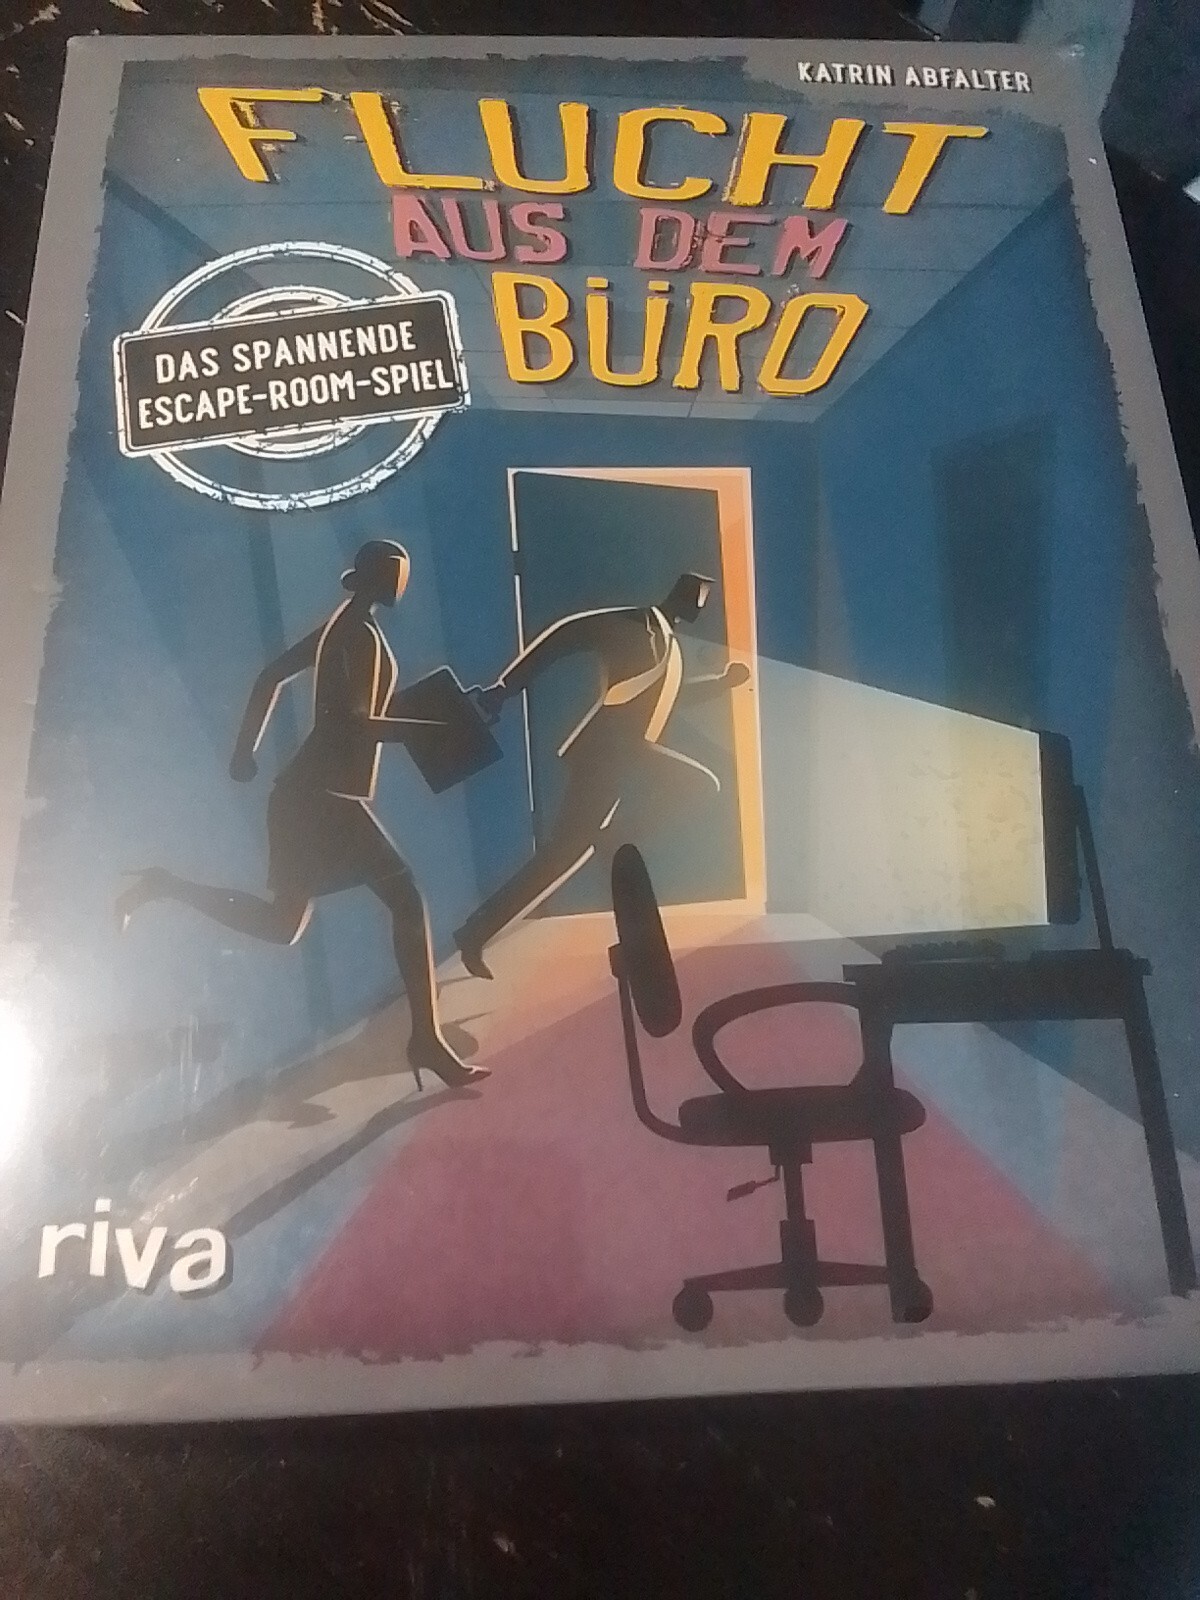 KATRIN ABFALTER
FLUCHT
AUS DEM
BÜRO
DAS SPANNENDE
ESCAPE-ROOM-SPIEL
riva